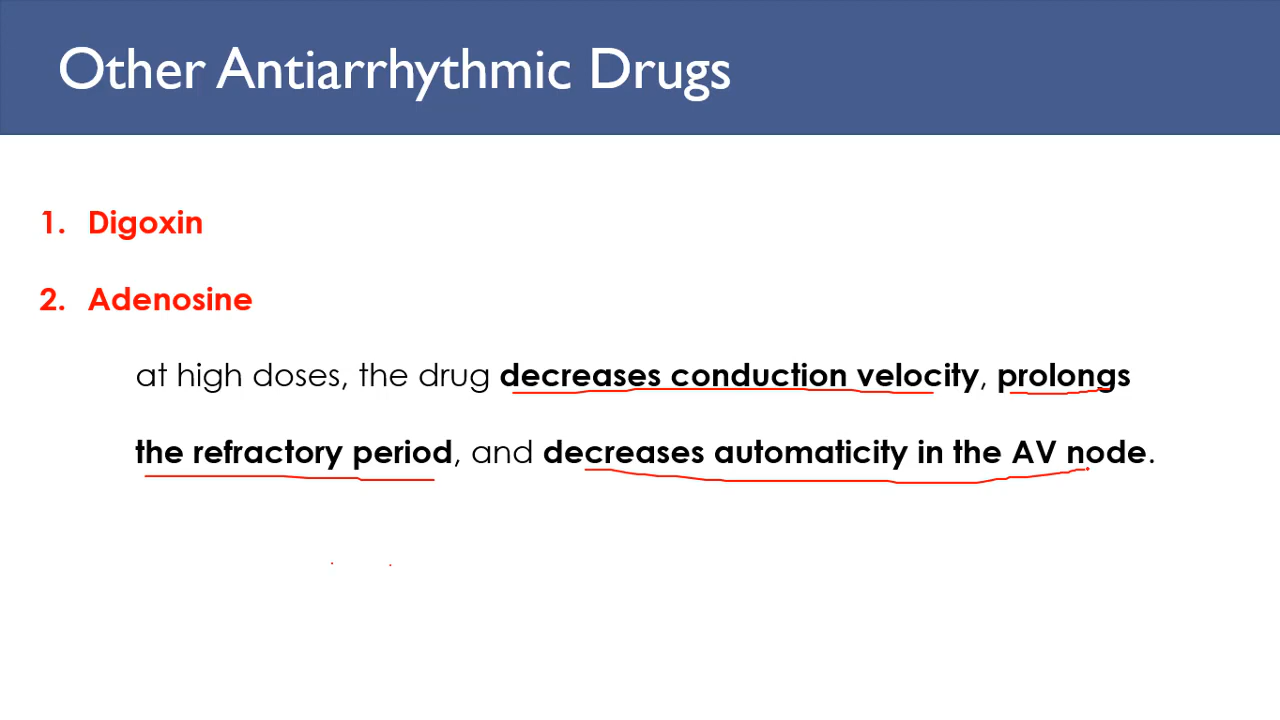 Other Antiarrhythmic Drugs
1. Digoxin
2. Adenosine
at high doses, the drug decreases conduction velocity, prolongs
the refractory period, and decreases automaticity in the AV node.